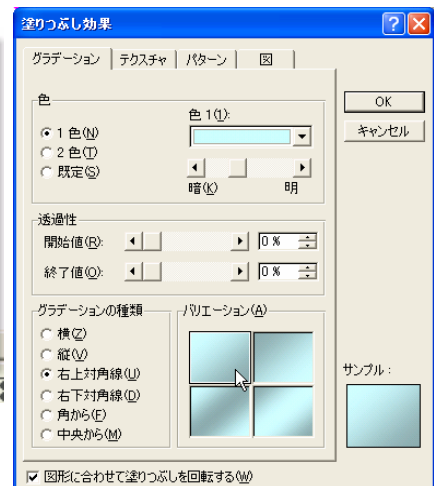 塗りつぶし効果
グラデーション テクスチャ パターン 図
色
1 色(N)
2 色(T)
既定(S)
色 1(1):
暗(K) 明
OK
キャンセル
透過性
開始値(R): 0 %
終了値(O): 0 %
グラデーションの種類
横(Z)
縦(V)
右上対角線(U)
右下対角線(D)
角から(F)
中央から(M)
バリエーション(A)
サンプル :
図形に合わせて塗りつぶしを回転する(W)